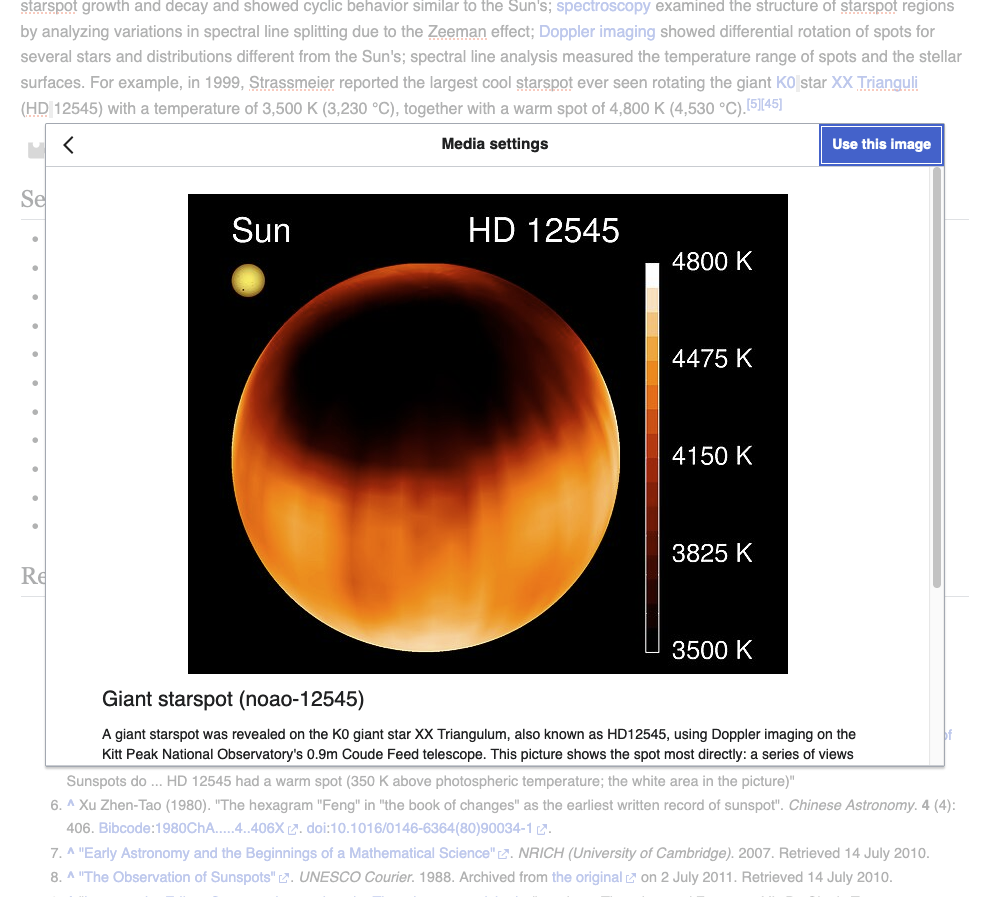 starspot growth and decay and showed cyclic behavior similar to the Sun's; spectroscopy examined the structure of starspot regions
by analyzing variations in spectral line splitting due to the Zeeman effect; Doppler imaging showed differential rotation of spots for
several stars and distributions different from the Sun's; spectral line analysis measured the temperature range of spots and the stellar
surfaces. For example, in 1999, Strassmeier reported the largest cool starspot ever seen rotating the giant K0 star XX Trianguli
(HD 12545) with a temperature of 3,500 K (3,230 °C), together with a warm spot of 4,800 K (4,530 °C).[5][45]
Media settings
Use this image
Se
Sun
HD 12545
4800 K
4475 K
4150 K
3825 K
3500 K
Re
Giant starspot (noao-12545)
A giant starspot was revealed on the K0 giant star XX Triangulum, also known as HD12545, using Doppler imaging on the
Kitt Peak National Observatory's 0.9m Coude Feed telescope. This picture shows the spot most directly: a series of views
of
Sunspots do ... HD 12545 had a warm spot (350 K above photospheric temperature; the white area in the picture)"
6. ^ Xu Zhen-Tao (1980). "The hexagram "Feng" in "the book of changes" as the earliest written record of sunspot". Chinese Astronomy. 4 (4):
406. Bibcode:1980ChA.....4..406X. doi:10.1016/0146-6364(80)90034-1.
7. ^ "Early Astronomy and the Beginnings of a Mathematical Science". NRICH (University of Cambridge). 2007. Retrieved 14 July 2010.
8. ^ "The Observation of Sunspots". UNESCO Courier. 1988. Archived from the original on 2 July 2011. Retrieved 14 July 2010.